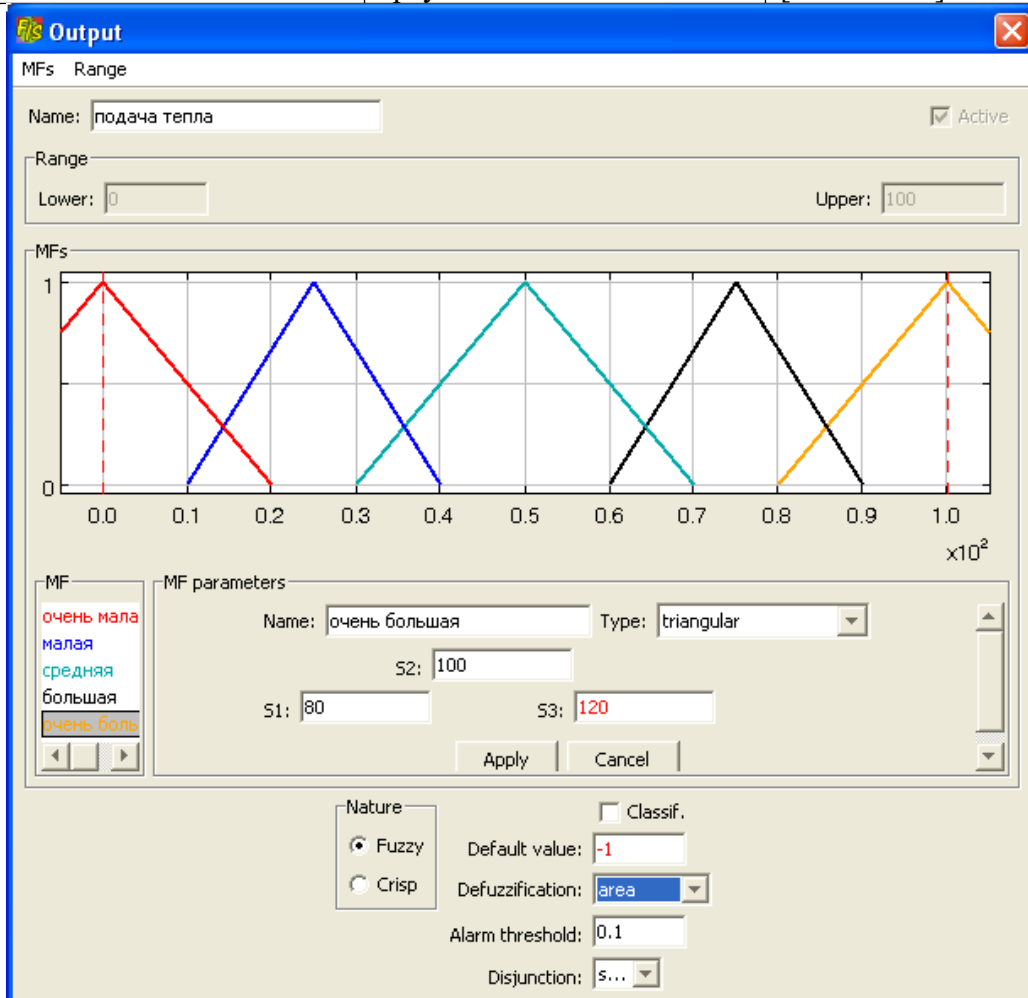 Output
MFs Range
Name: подача тепла Active
Range
Lower: 0 Upper: 100
MFs
1
0
0.0 0.1 0.2 0.3 0.4 0.5 0.6 0.7 0.8 0.9 1.0
x10²
MF MF parameters
очень мала
малая
средняя
большая
очень боль
Name: очень большая Type: triangular
S2: 100
S1: 80 S3: 120
Apply Cancel
Nature Classif.
Fuzzy Default value: -1
Crisp Defuzzification: area
Alarm threshold: 0.1
Disjunction: s...